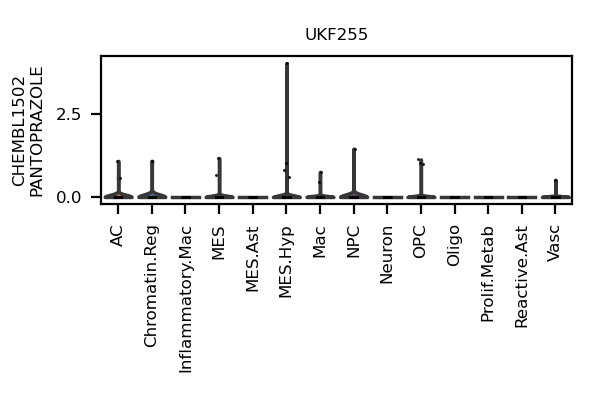 UKF255
CHEMBL1502
PANTOPRAZOLE
2.5
0.0
AC
Chromatin.Reg
Inflammatory.Mac
MES
MES.Ast
MES.Hyp
Mac
NPC
Neuron
OPC
Oligo
Prolif.Metab
Reactive.Ast
Vasc